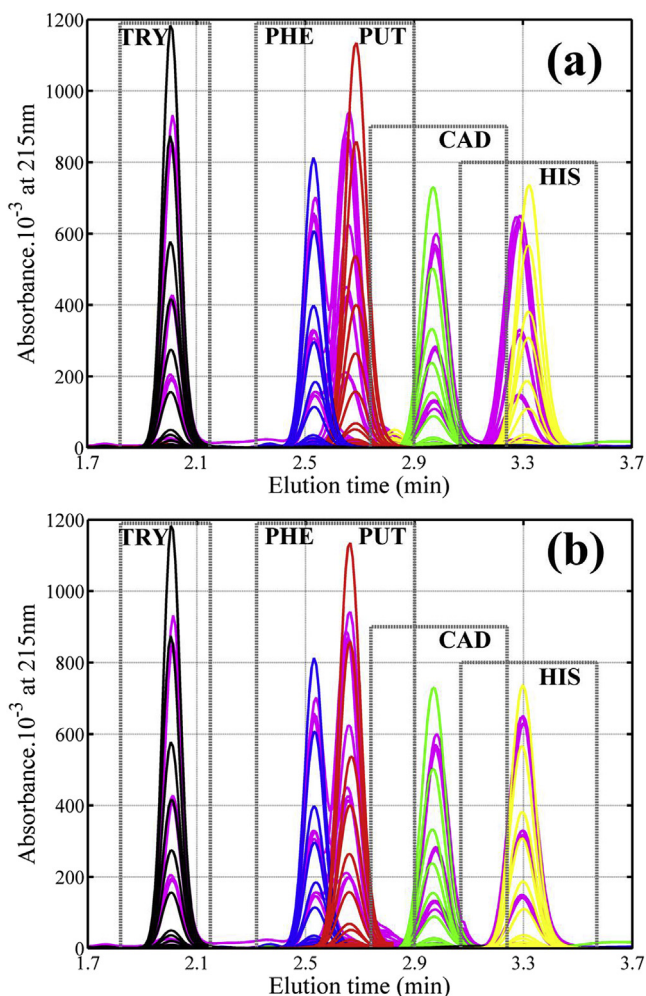 1200
TRY
PHE
PUT
(a)
1000
CAD
800
HIS
600
400
200
0
1.7
2.1
2.5
2.9
3.3
3.7
Absorbance.10⁻³ at 215nm
Elution time (min)
1200
TRY
PHE
PUT
(b)
1000
CAD
800
HIS
600
400
200
0
1.7
2.1
2.5
2.9
3.3
3.7
Absorbance.10⁻³ at 215nm
Elution time (min)